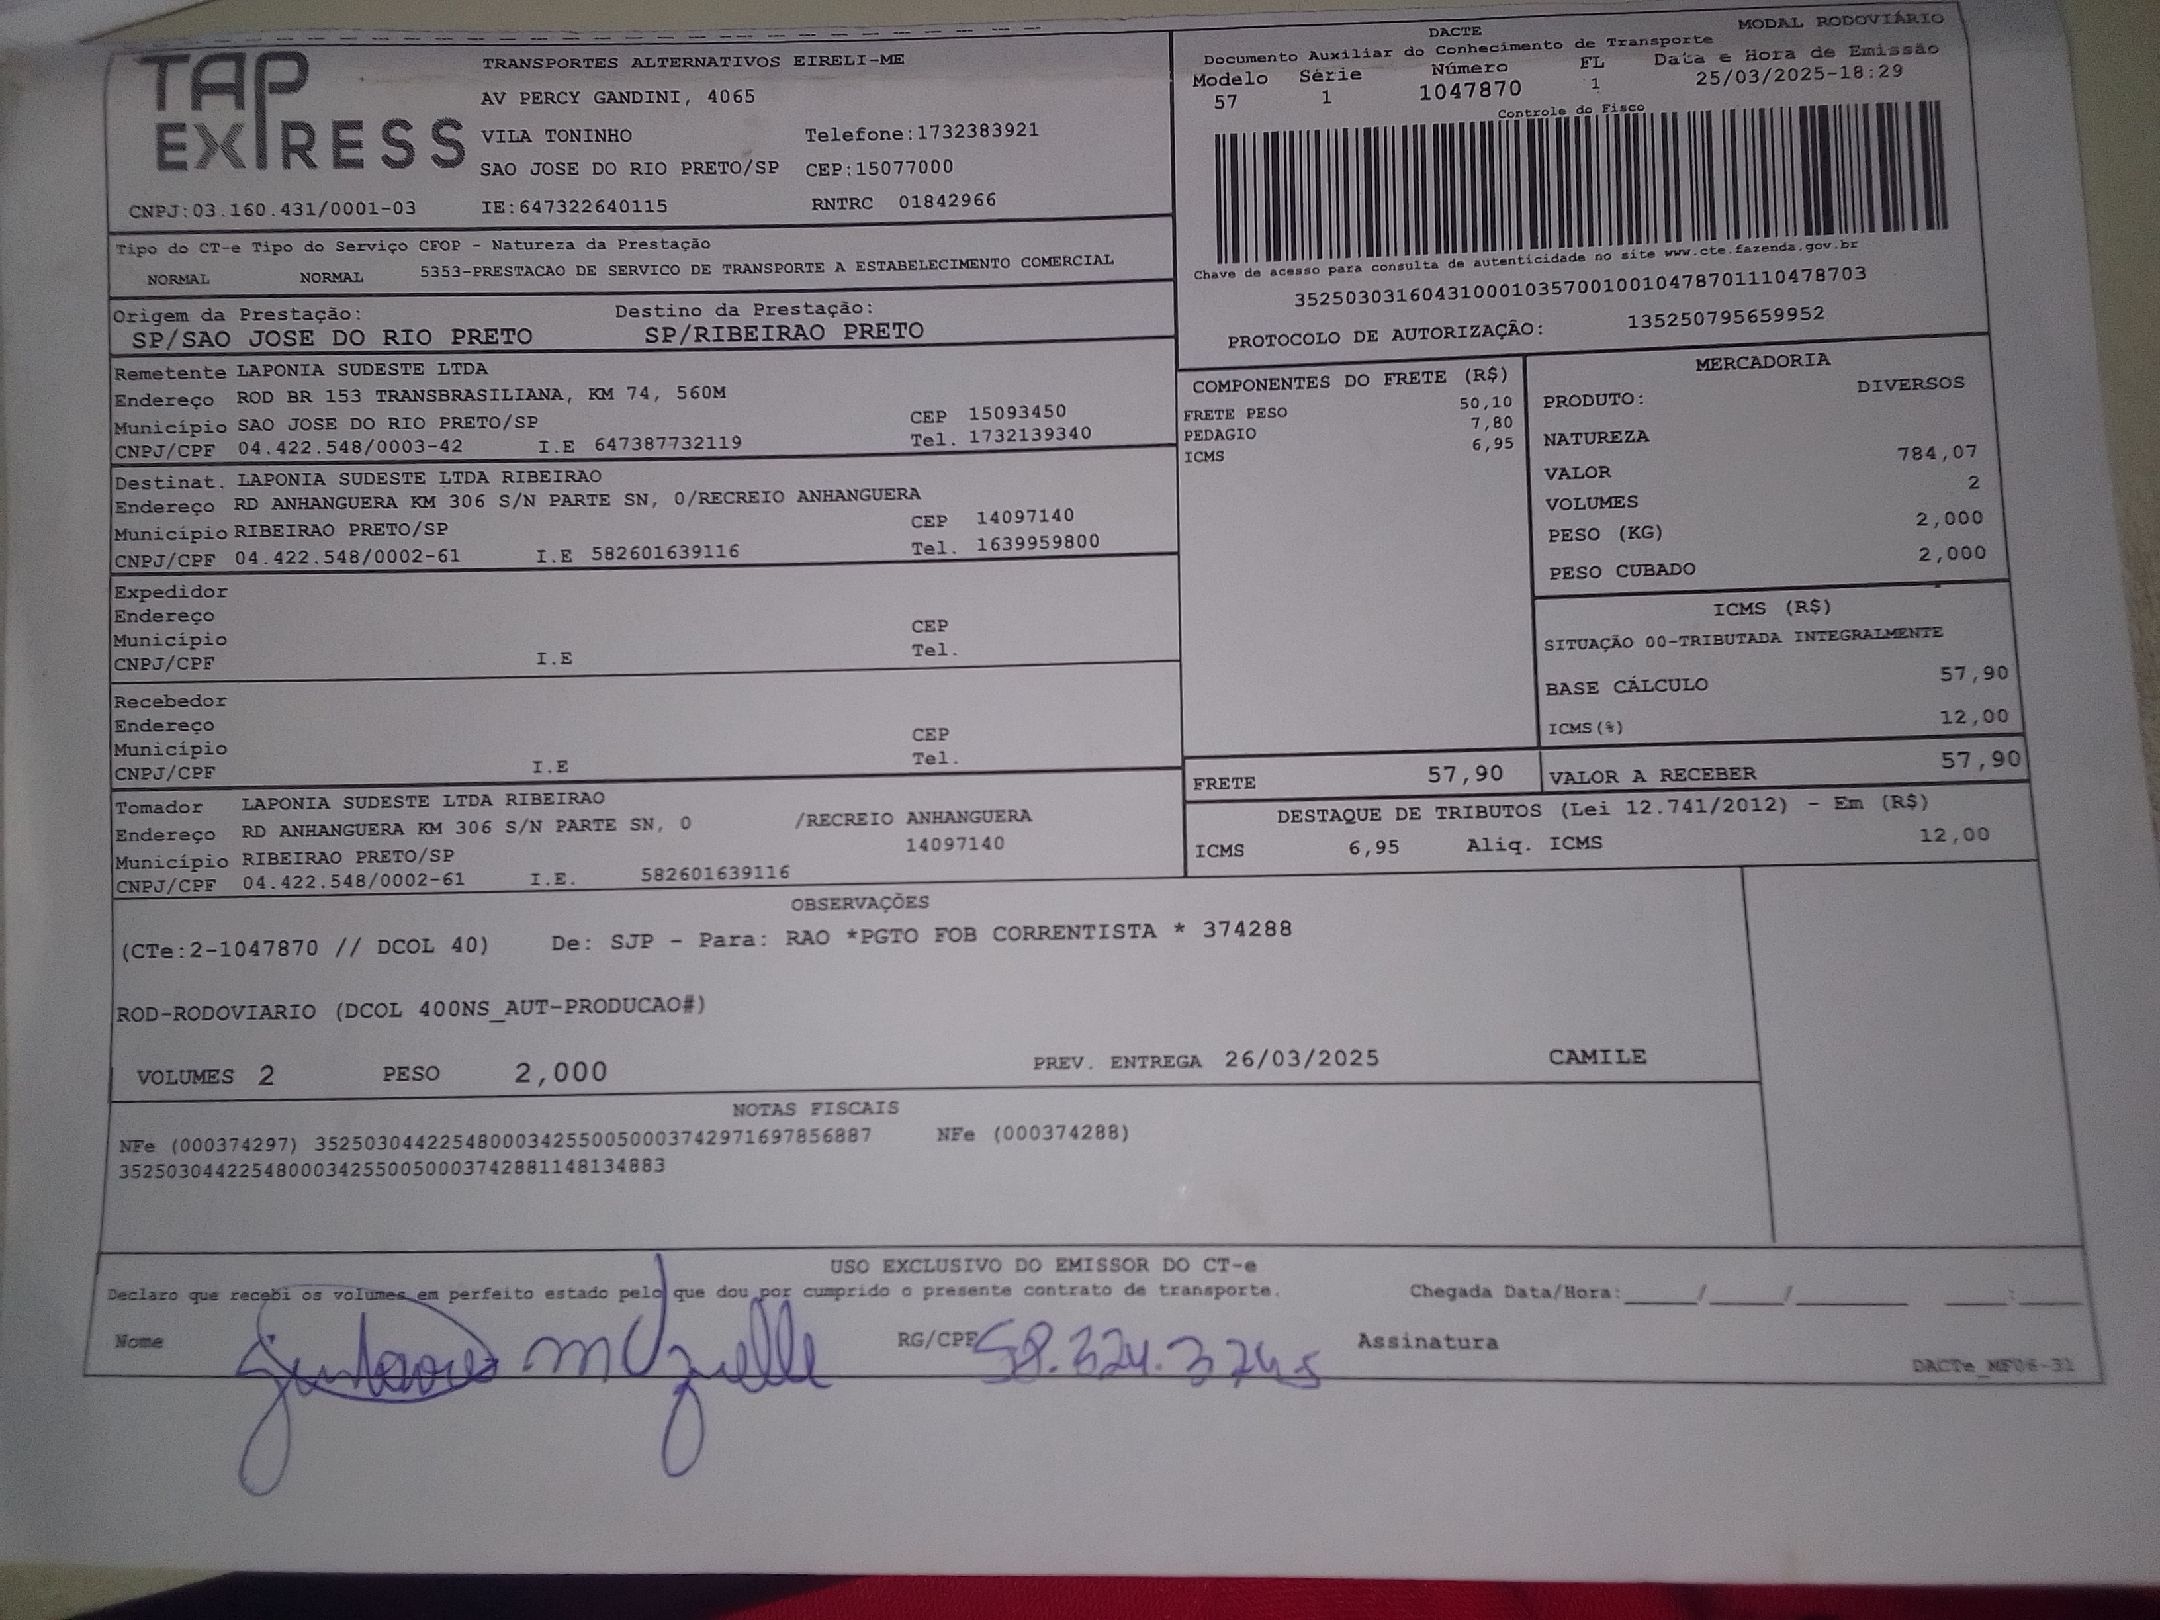 TAP EXPRESS
TRANSPORTES ALTERNATIVOS EIRELI-ME
AV PERCY GANDINI, 4065
VILA TONINHO Telefone:1732383921
SAO JOSE DO RIO PRETO/SP CEP:15077000
CNPJ:03.160.431/0001-03 IE:647322640115 RNTRC 01842966
DACTE MODAL RODOVIÁRIO
Documento Auxiliar do Conhecimento de Transporte
Modelo Série Número FL Data e Hora de Emissão
57 1 1047870 1 25/03/2025-18:29
Controle do Fisco
Chave de acesso para consulta de autenticidade no site www.cte.fazenda.gov.br
35250303160431000103570010010478701110478703
PROTOCOLO DE AUTORIZAÇÃO: 135250795659952
Tipo do CT-e Tipo do Serviço CFOP - Natureza da Prestação
NORMAL NORMAL 5353-PRESTACAO DE SERVICO DE TRANSPORTE A ESTABELECIMENTO COMERCIAL
Origem da Prestação: Destino da Prestação:
SP/SAO JOSE DO RIO PRETO SP/RIBEIRAO PRETO
Remetente LAPONIA SUDESTE LTDA
Endereço ROD BR 153 TRANSBRASILIANA, KM 74, 560M
Município SAO JOSE DO RIO PRETO/SP CEP 15093450
CNPJ/CPF 04.422.548/0003-42 I.E 647387732119 Tel. 1732139340
Destinat. LAPONIA SUDESTE LTDA RIBEIRAO
Endereço RD ANHANGUERA KM 306 S/N PARTE SN, 0/RECREIO ANHANGUERA
Município RIBEIRAO PRETO/SP CEP 14097140
CNPJ/CPF 04.422.548/0002-61 I.E 582601639116 Tel. 1639959800
Expedidor
Endereço
Município CEP
CNPJ/CPF I.E Tel.
Recebedor
Endereço
Município CEP
CNPJ/CPF I.E Tel.
Tomador LAPONIA SUDESTE LTDA RIBEIRAO
Endereço RD ANHANGUERA KM 306 S/N PARTE SN, 0 /RECREIO ANHANGUERA
Município RIBEIRAO PRETO/SP 14097140
CNPJ/CPF 04.422.548/0002-61 I.E. 582601639116
COMPONENTES DO FRETE (R$)
FRETE PESO 50,10
PEDAGIO 7,80
ICMS 6,95
FRETE 57,90
MERCADORIA
PRODUTO: DIVERSOS
NATUREZA
VALOR 784,07
VOLUMES 2
PESO (KG) 2,000
PESO CUBADO 2,000
ICMS (R$)
SITUAÇÃO 00-TRIBUTADA INTEGRALMENTE
BASE CÁLCULO 57,90
ICMS(%) 12,00
VALOR A RECEBER 57,90
DESTAQUE DE TRIBUTOS (Lei 12.741/2012) - Em (R$)
ICMS 6,95 Aliq. ICMS 12,00
OBSERVAÇÕES
(CTe:2-1047870 // DCOL 40) De: SJP - Para: RAO *PGTO FOB CORRENTISTA * 374288
ROD-RODOVIARIO (DCOL 400NS_AUT-PRODUCAO#)
VOLUMES 2 PESO 2,000 PREV. ENTREGA 26/03/2025 CAMILE
NOTAS FISCAIS
NFe (000374297) 35250304422548000342550050003742971697856887 NFe (000374288)
35250304422548000342550050003742881148134883
USO EXCLUSIVO DO EMISSOR DO CT-e
Declaro que recebi os volumes em perfeito estado pelo que dou por cumprido o presente contrato de transporte. Chegada Data/Hora:_____/_____/________ ____:____
Nome RG/CPF 58.324.324 Assinatura
DACTe_MF06-31